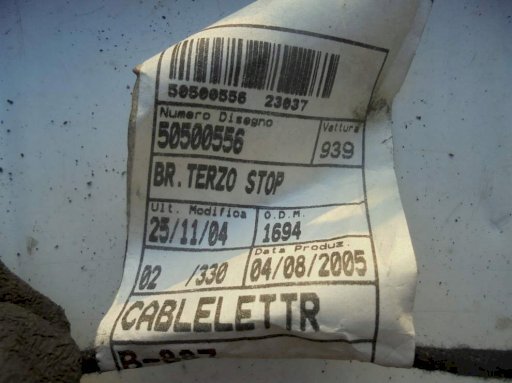 50500556 23037
Numero Disegno Vettura
50500556 939
BR. TERZO STOP
Ult. Modifica O.D.M.
25/11/04 1694
Data Produz.
02 /330 04/08/2005
CABLELETTR